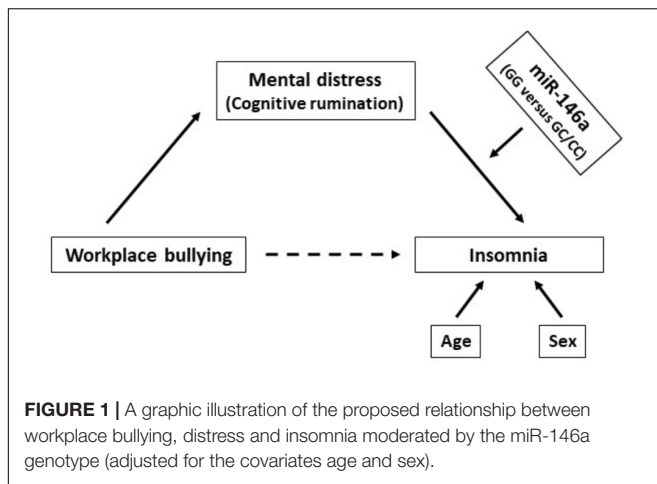 Mental distress
(Cognitive rumination)
miR-146a
(GG versus GC/CC)
Workplace bullying
Insomnia
Age
Sex
FIGURE 1 | A graphic illustration of the proposed relationship between
workplace bullying, distress and insomnia moderated by the miR-146a
genotype (adjusted for the covariates age and sex).